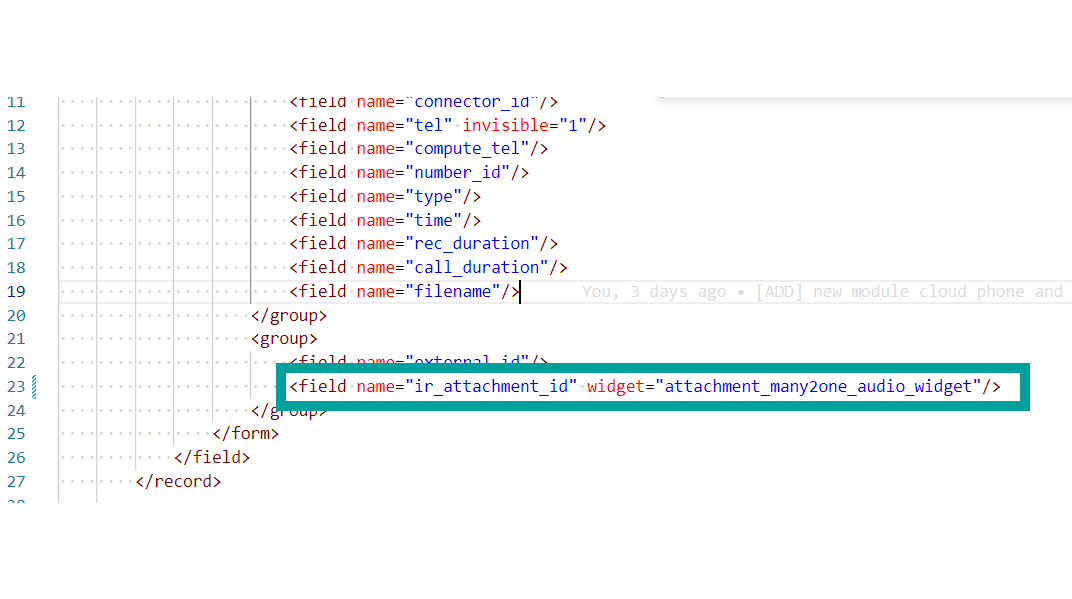 11 <field name="connector_id"/>
12 <field name="tel" invisible="1"/>
13 <field name="compute_tel"/>
14 <field name="number_id"/>
15 <field name="type"/>
16 <field name="time"/>
17 <field name="rec_duration"/>
18 <field name="call_duration"/>
19 <field name="filename"/> You, 3 days ago • [ADD] new module cloud phone and
20 </group>
21 <group>
22 <field name="external_id"/>
23 <field name="ir_attachment_id" widget="attachment_many2one_audio_widget"/>
24 </group>
25 </form>
26 </field>
27 </record>
28